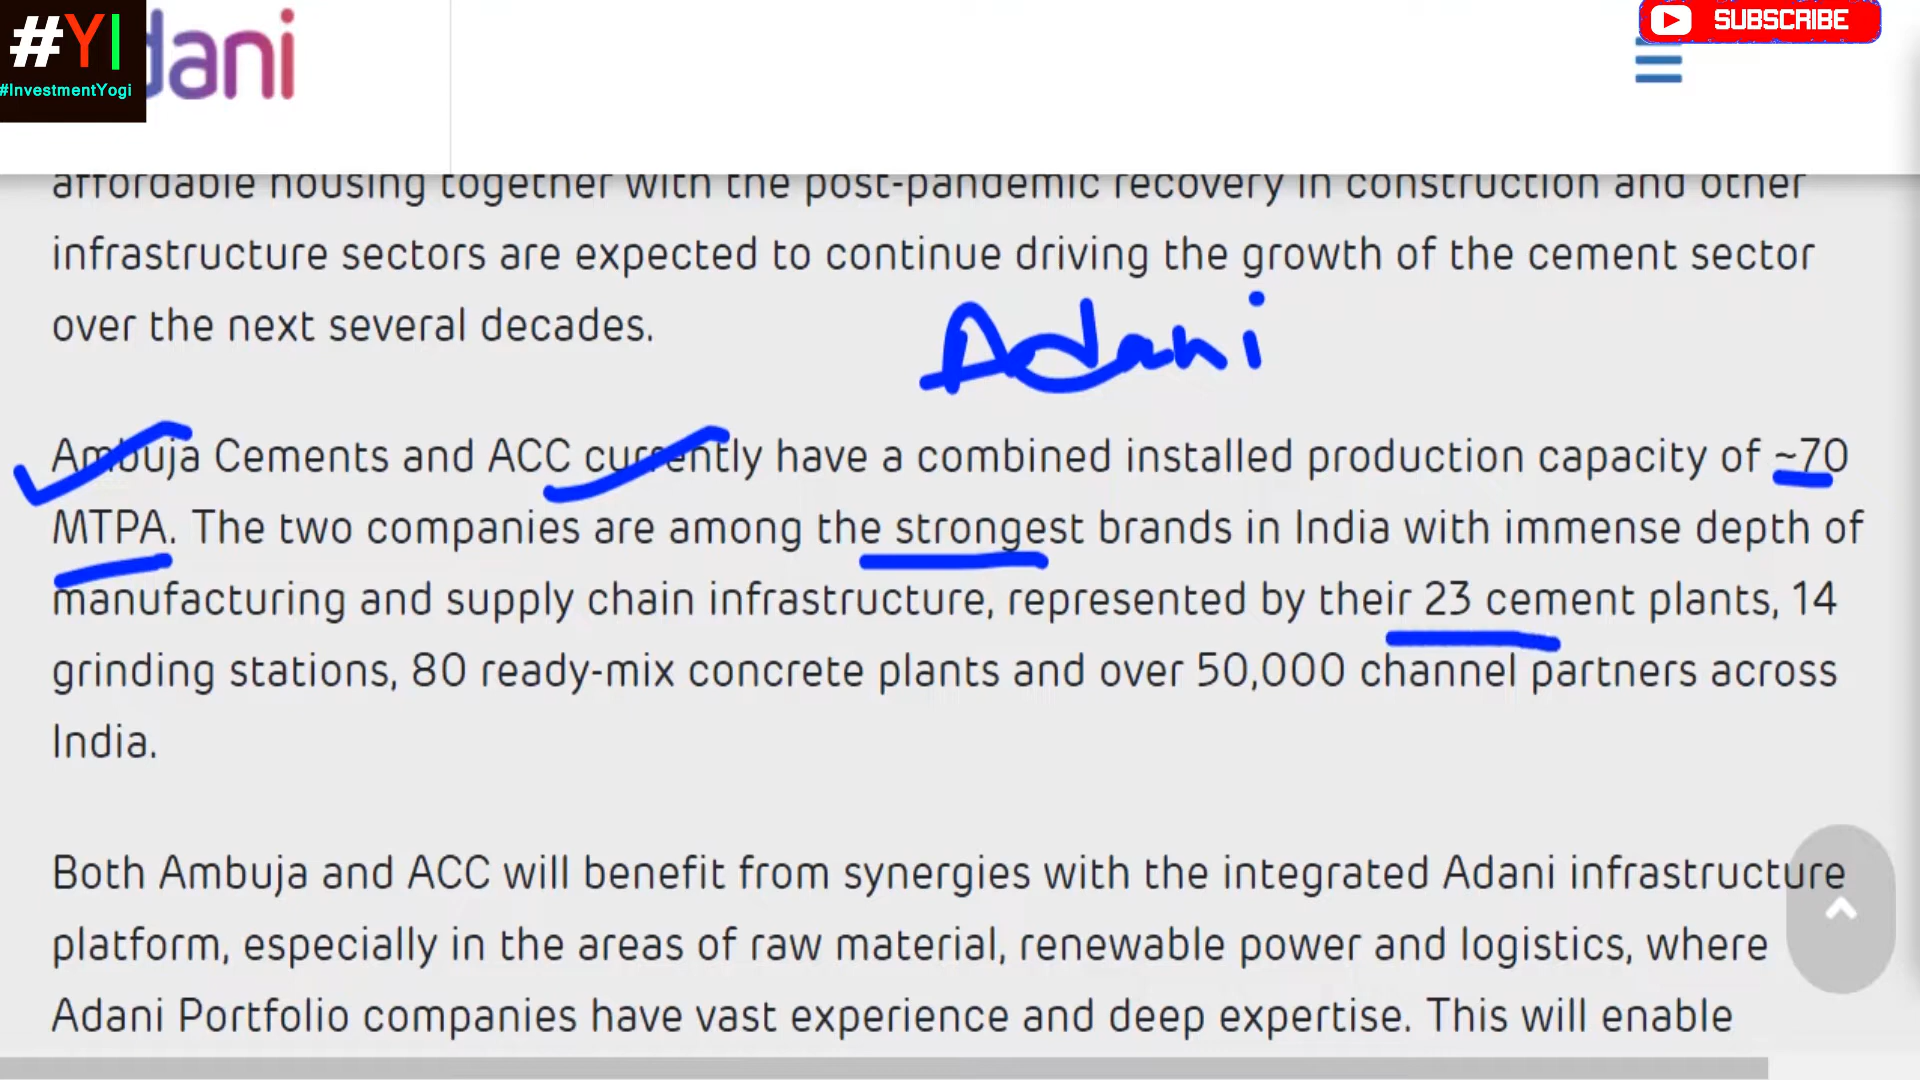 #YI
#InvestmentYogi
dani
SUBSCRIBE
affordable housing together with the post-pandemic recovery in construction and other
infrastructure sectors are expected to continue driving the growth of the cement sector
over the next several decades.
Adani
Ambuja Cements and ACC currently have a combined installed production capacity of ~70
MTPA. The two companies are among the strongest brands in India with immense depth of
manufacturing and supply chain infrastructure, represented by their 23 cement plants, 14
grinding stations, 80 ready-mix concrete plants and over 50,000 channel partners across
India.
Both Ambuja and ACC will benefit from synergies with the integrated Adani infrastructure
platform, especially in the areas of raw material, renewable power and logistics, where
Adani Portfolio companies have vast experience and deep expertise. This will enable